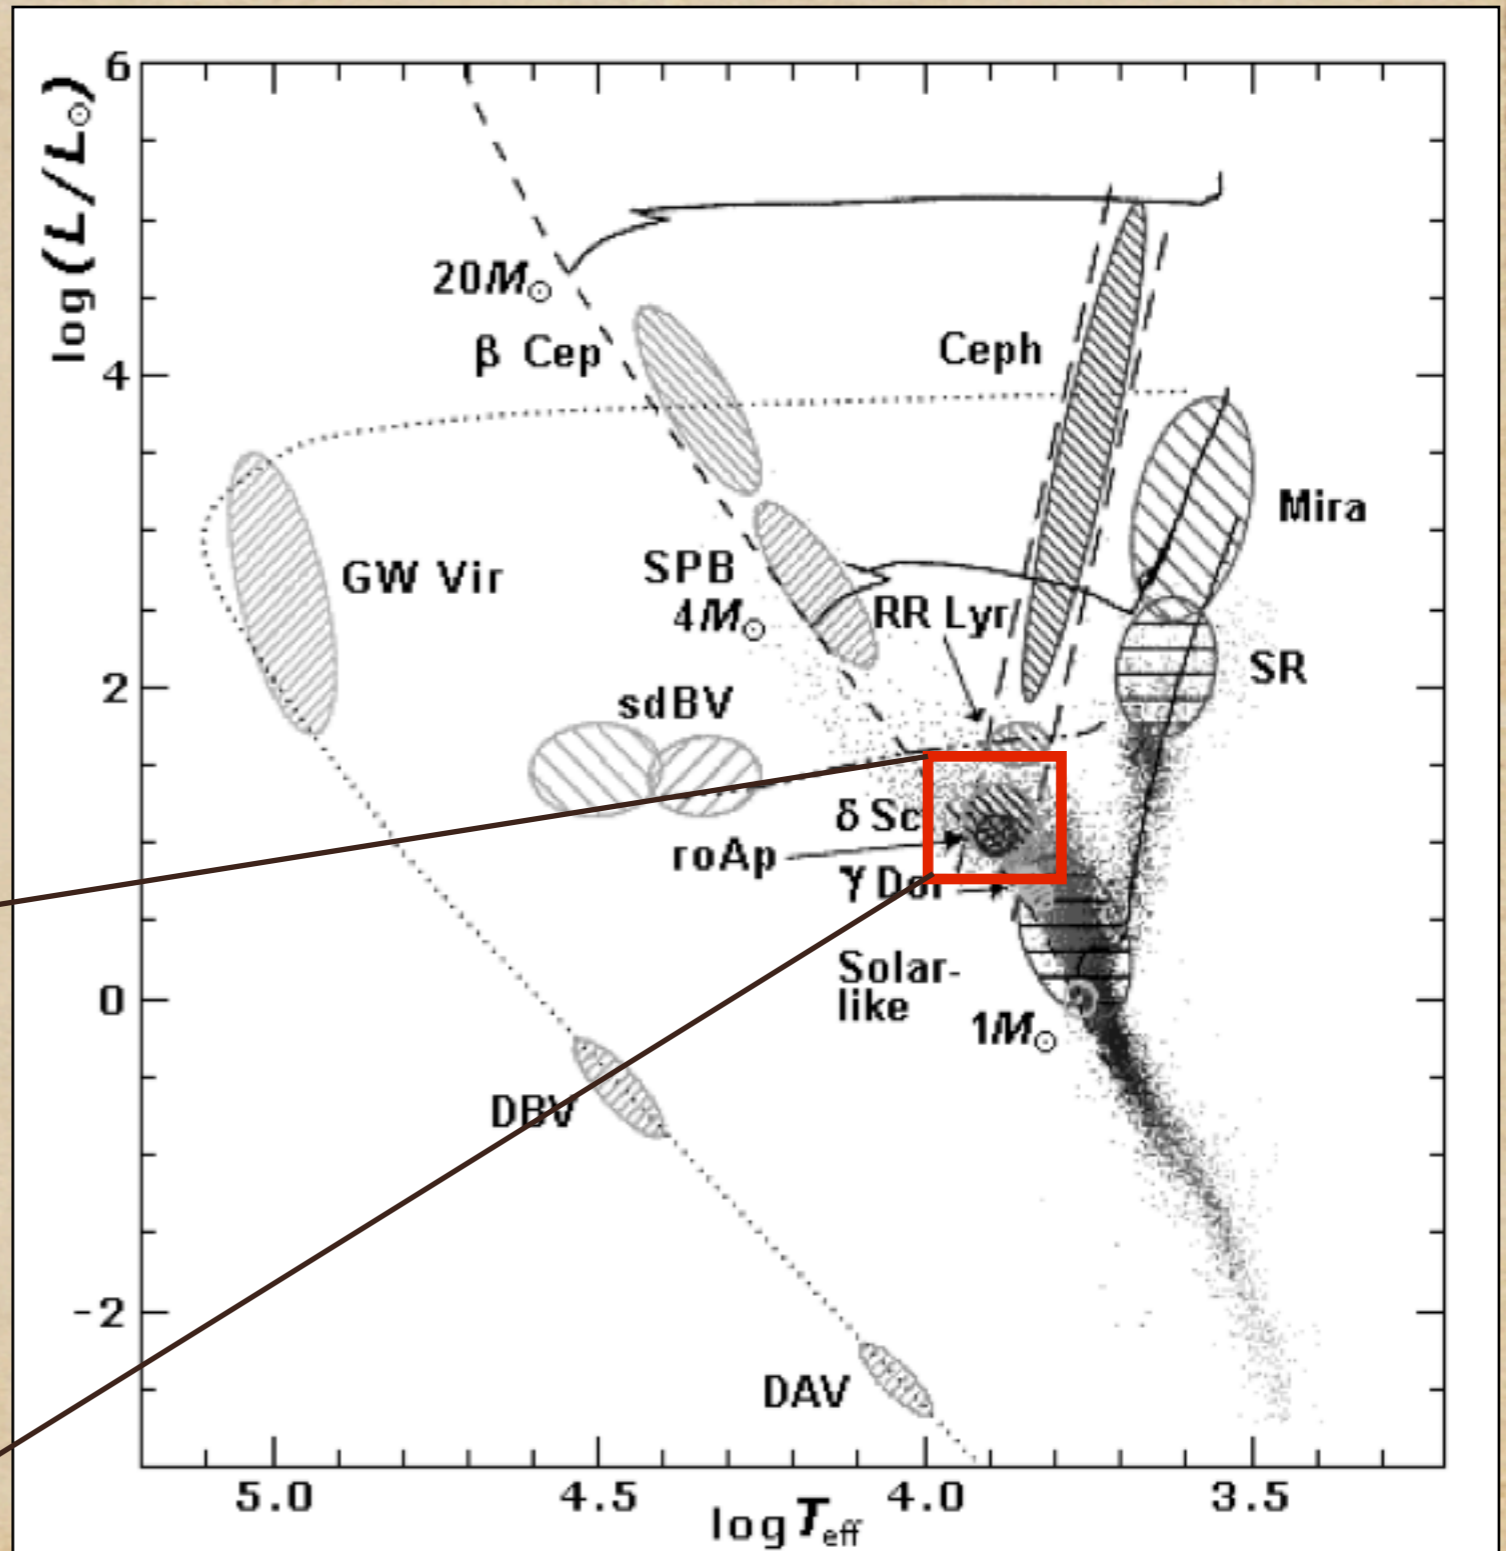 6
log(L/L☉)
20M☉
β Cep
Ceph
4
Mira
GW Vir
SPB
4M☉
RR Lyr
SR
2
sdBV
δ Sc
roAp
γ Dor
Solar-
like
0
1M☉
DBV
-2
DAV
5.0 4.5 4.0 3.5
log Teff